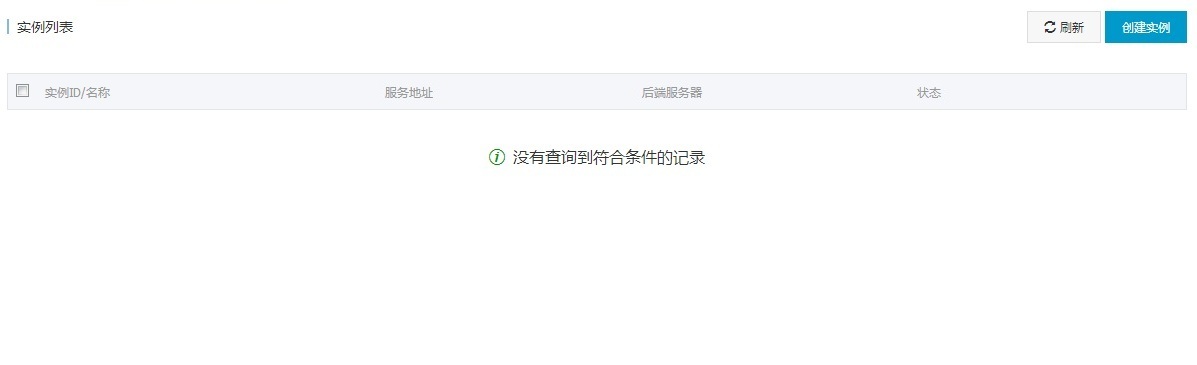 实例列表
刷新
创建实例
实例ID/名称
服务地址
后端服务器
状态
没有查询到符合条件的记录